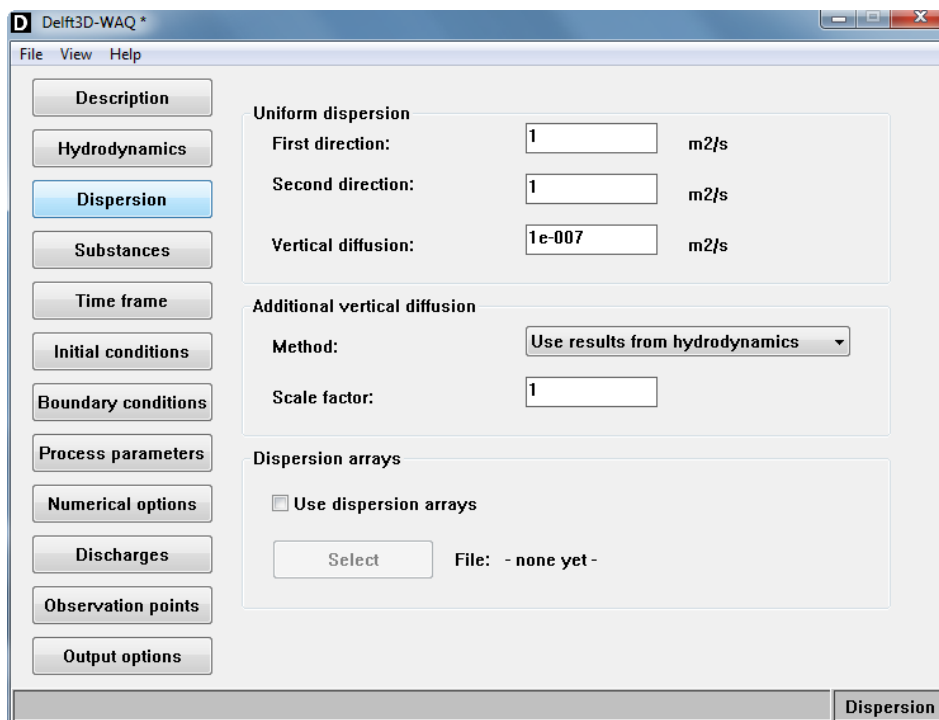 D Delft3D-WAQ *
File View Help
Description
Hydrodynamics
Dispersion
Substances
Time frame
Initial conditions
Boundary conditions
Process parameters
Numerical options
Discharges
Observation points
Output options
Uniform dispersion
First direction: 1 m2/s
Second direction: 1 m2/s
Vertical diffusion: 1e-007 m2/s
Additional vertical diffusion
Method: Use results from hydrodynamics
Scale factor: 1
Dispersion arrays
Use dispersion arrays
Select File: - none yet -
Dispersion